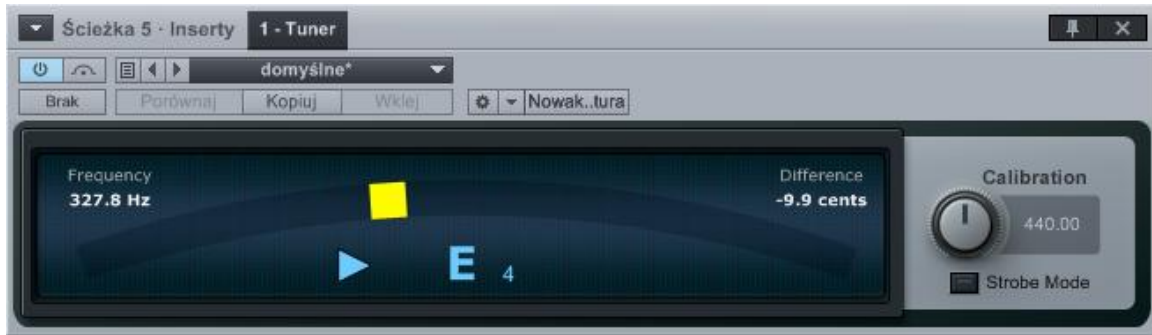 Ścieżka 5 · Inserty 1 - Tuner
domyślne*
Brak Porównaj Kopiuj Wklej Nowak..tura
Frequency
327.8 Hz
Difference
-9.9 cents
E 4
Calibration
440.00
Strobe Mode